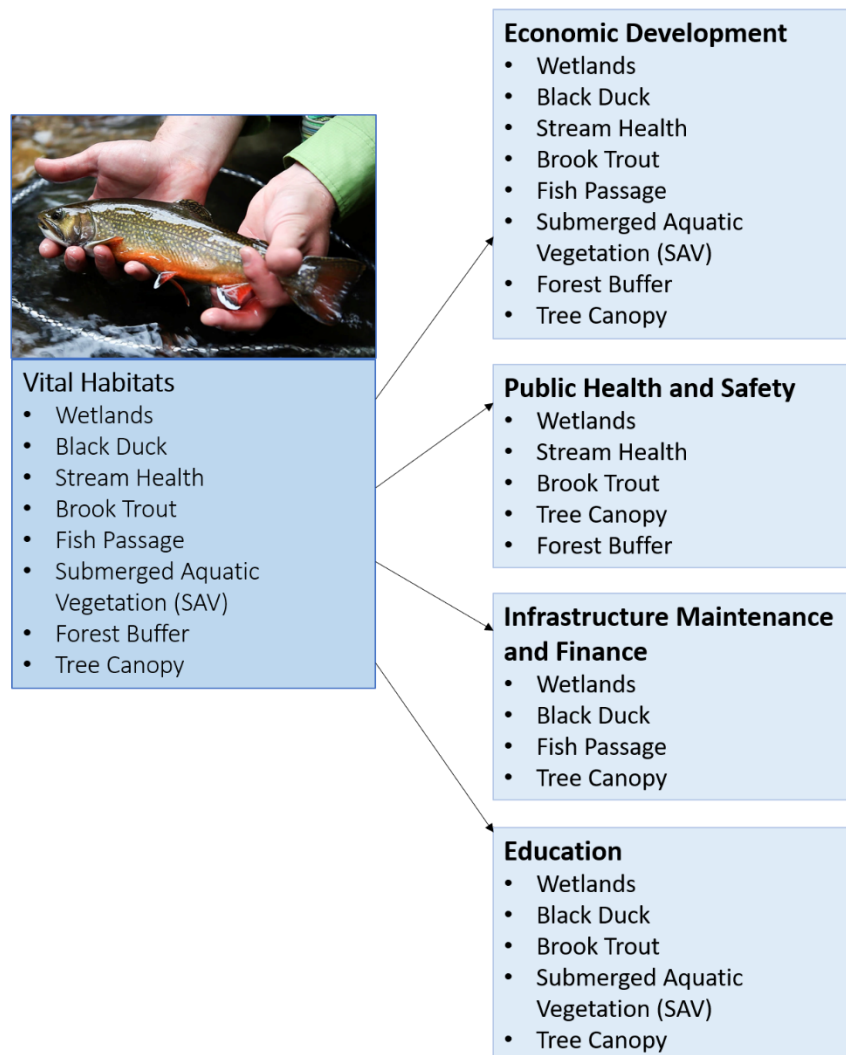 Vital Habitats
• Wetlands
• Black Duck
• Stream Health
• Brook Trout
• Fish Passage
• Submerged Aquatic
Vegetation (SAV)
• Forest Buffer
• Tree Canopy
Economic Development
• Wetlands
• Black Duck
• Stream Health
• Brook Trout
• Fish Passage
• Submerged Aquatic
Vegetation (SAV)
• Forest Buffer
• Tree Canopy
Public Health and Safety
• Wetlands
• Stream Health
• Brook Trout
• Tree Canopy
• Forest Buffer
Infrastructure Maintenance
and Finance
• Wetlands
• Black Duck
• Fish Passage
• Tree Canopy
Education
• Wetlands
• Black Duck
• Brook Trout
• Submerged Aquatic
Vegetation (SAV)
• Tree Canopy